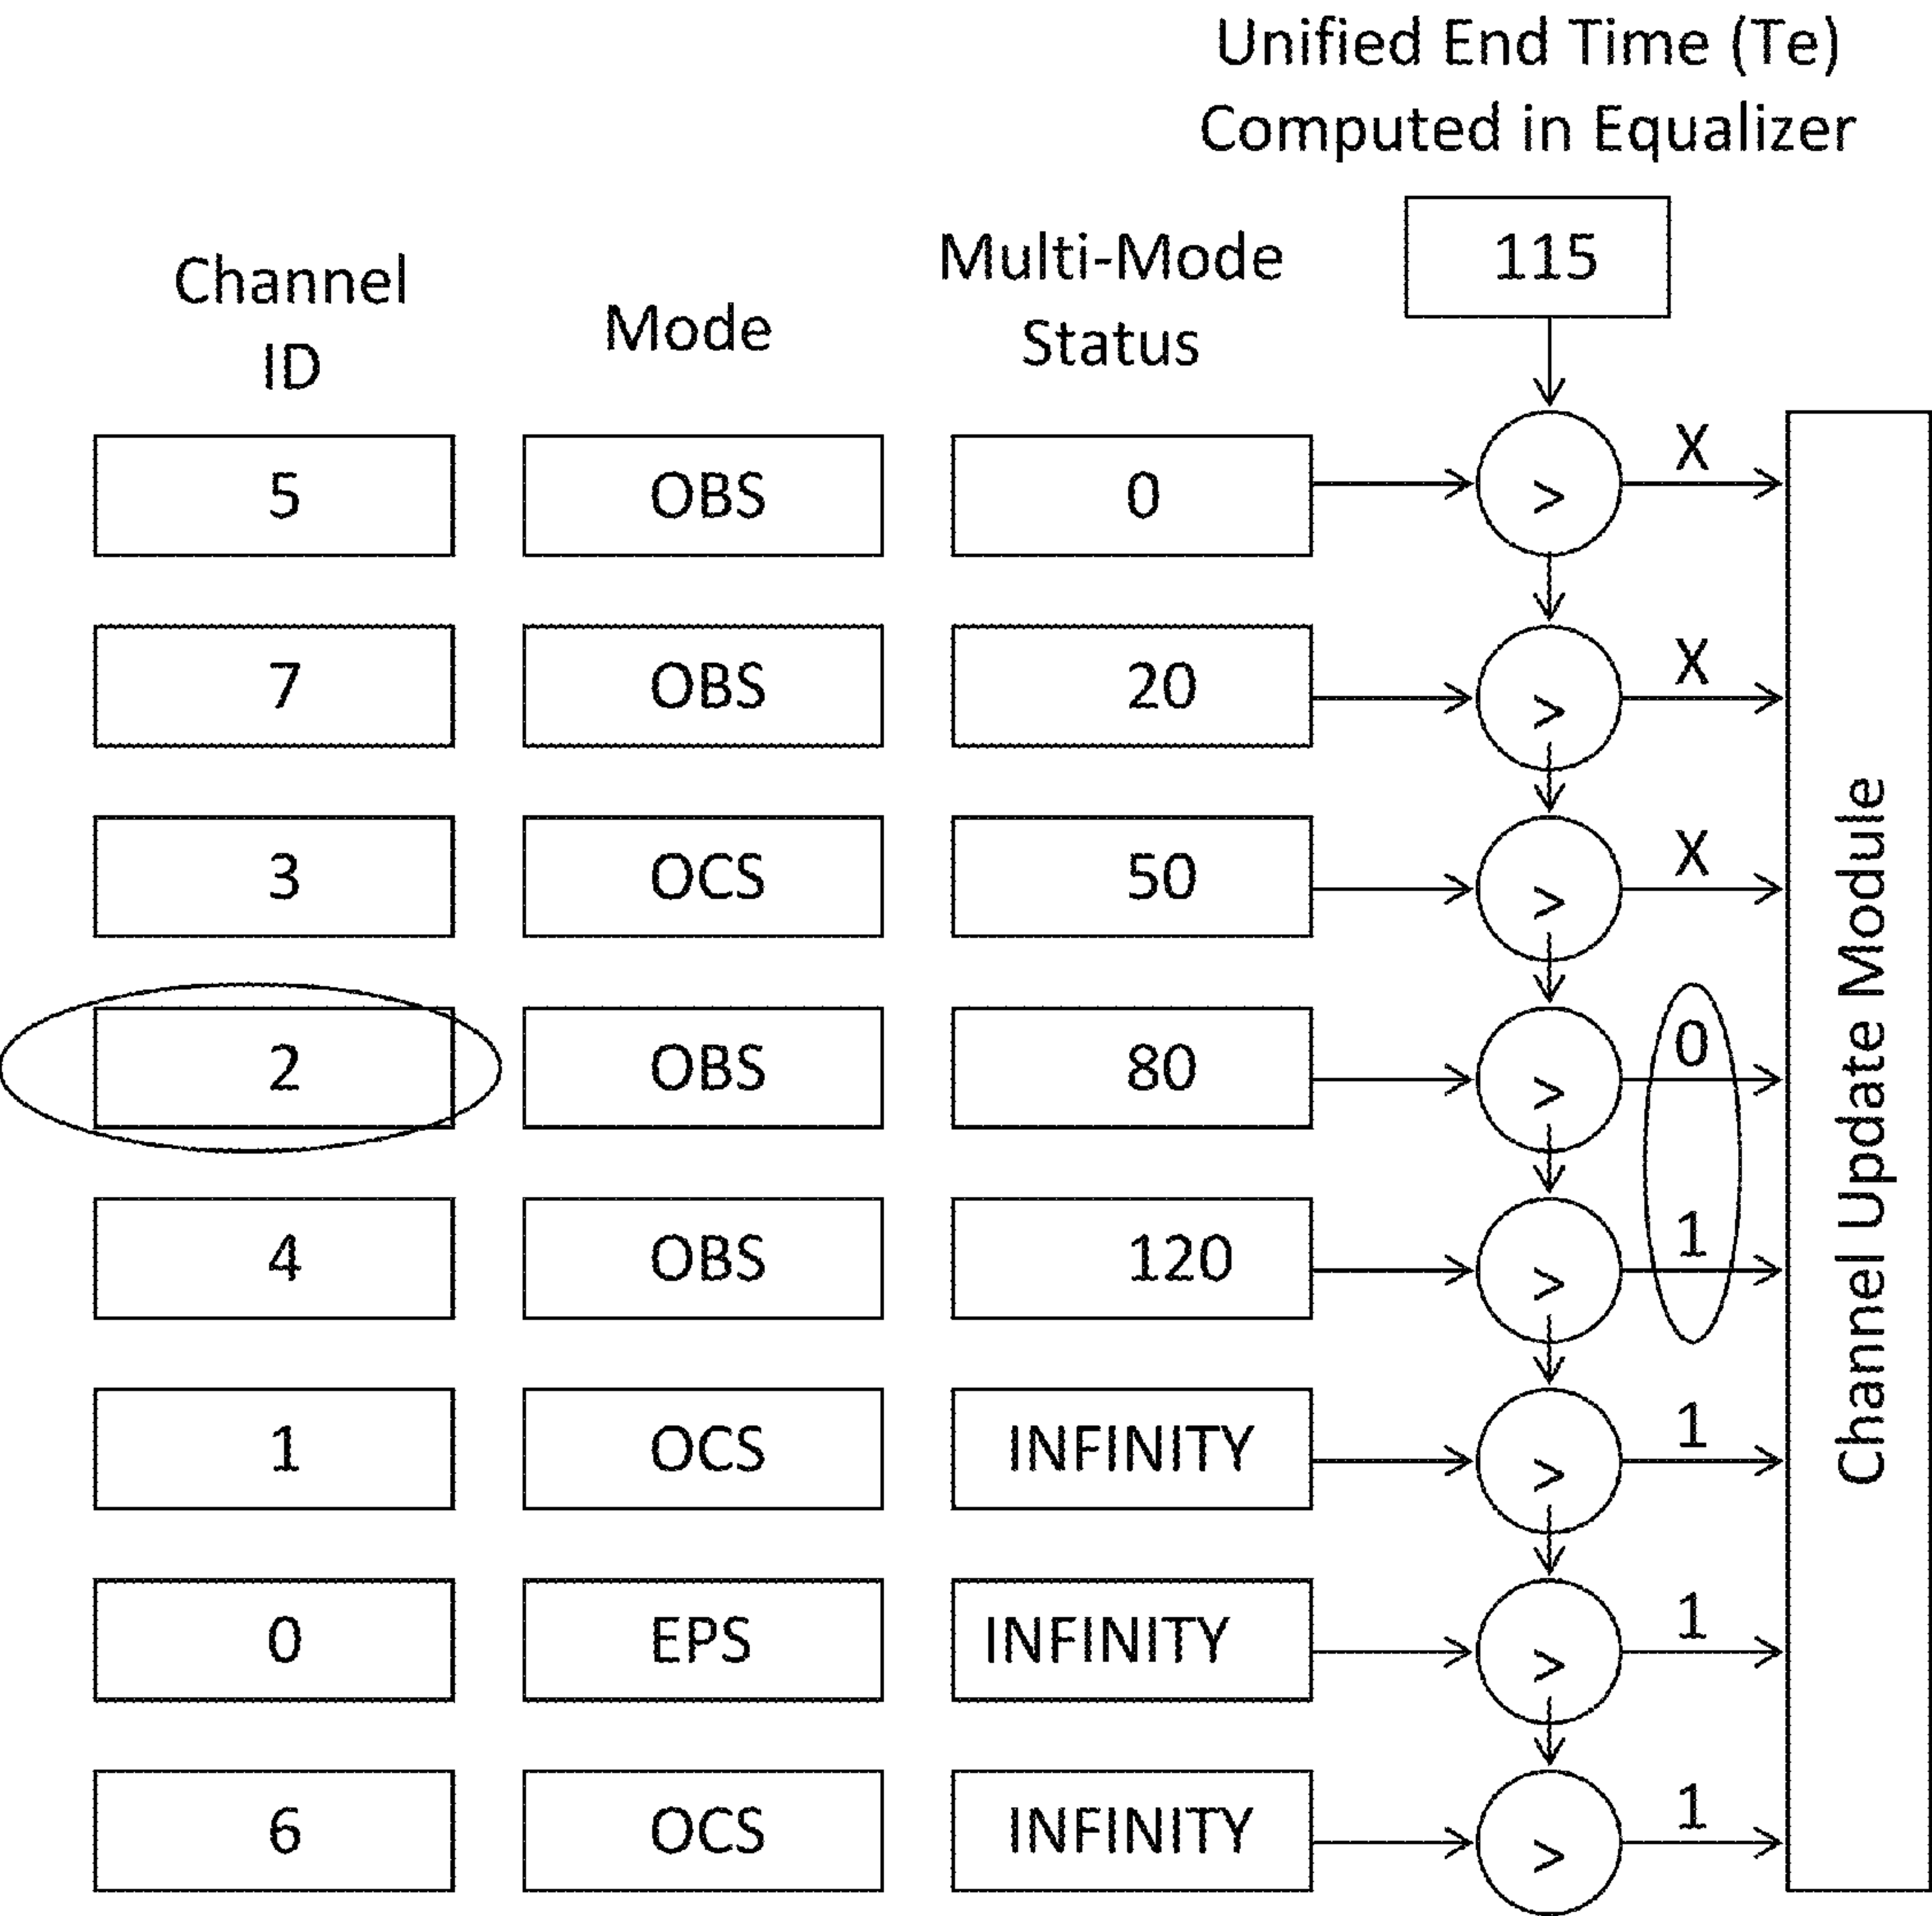 Unified End Time (Te)
Computed in Equalizer
115
Channel
ID
Mode
Multi-Mode
Status
5 OBS 0 > X
7 OBS 20 > X
3 OCS 50 > X
2 OBS 80 > 0
4 OBS 120 > 1
1 OCS INFINITY > 1
0 EPS INFINITY > 1
6 OCS INFINITY > 1
Channel Update Module